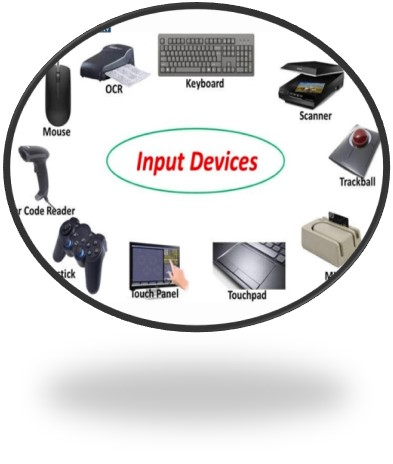 OCR
Keyboard
Scanner
Mouse
Input Devices
Trackball
r Code Reader
stick
Touch Panel
Touchpad
M